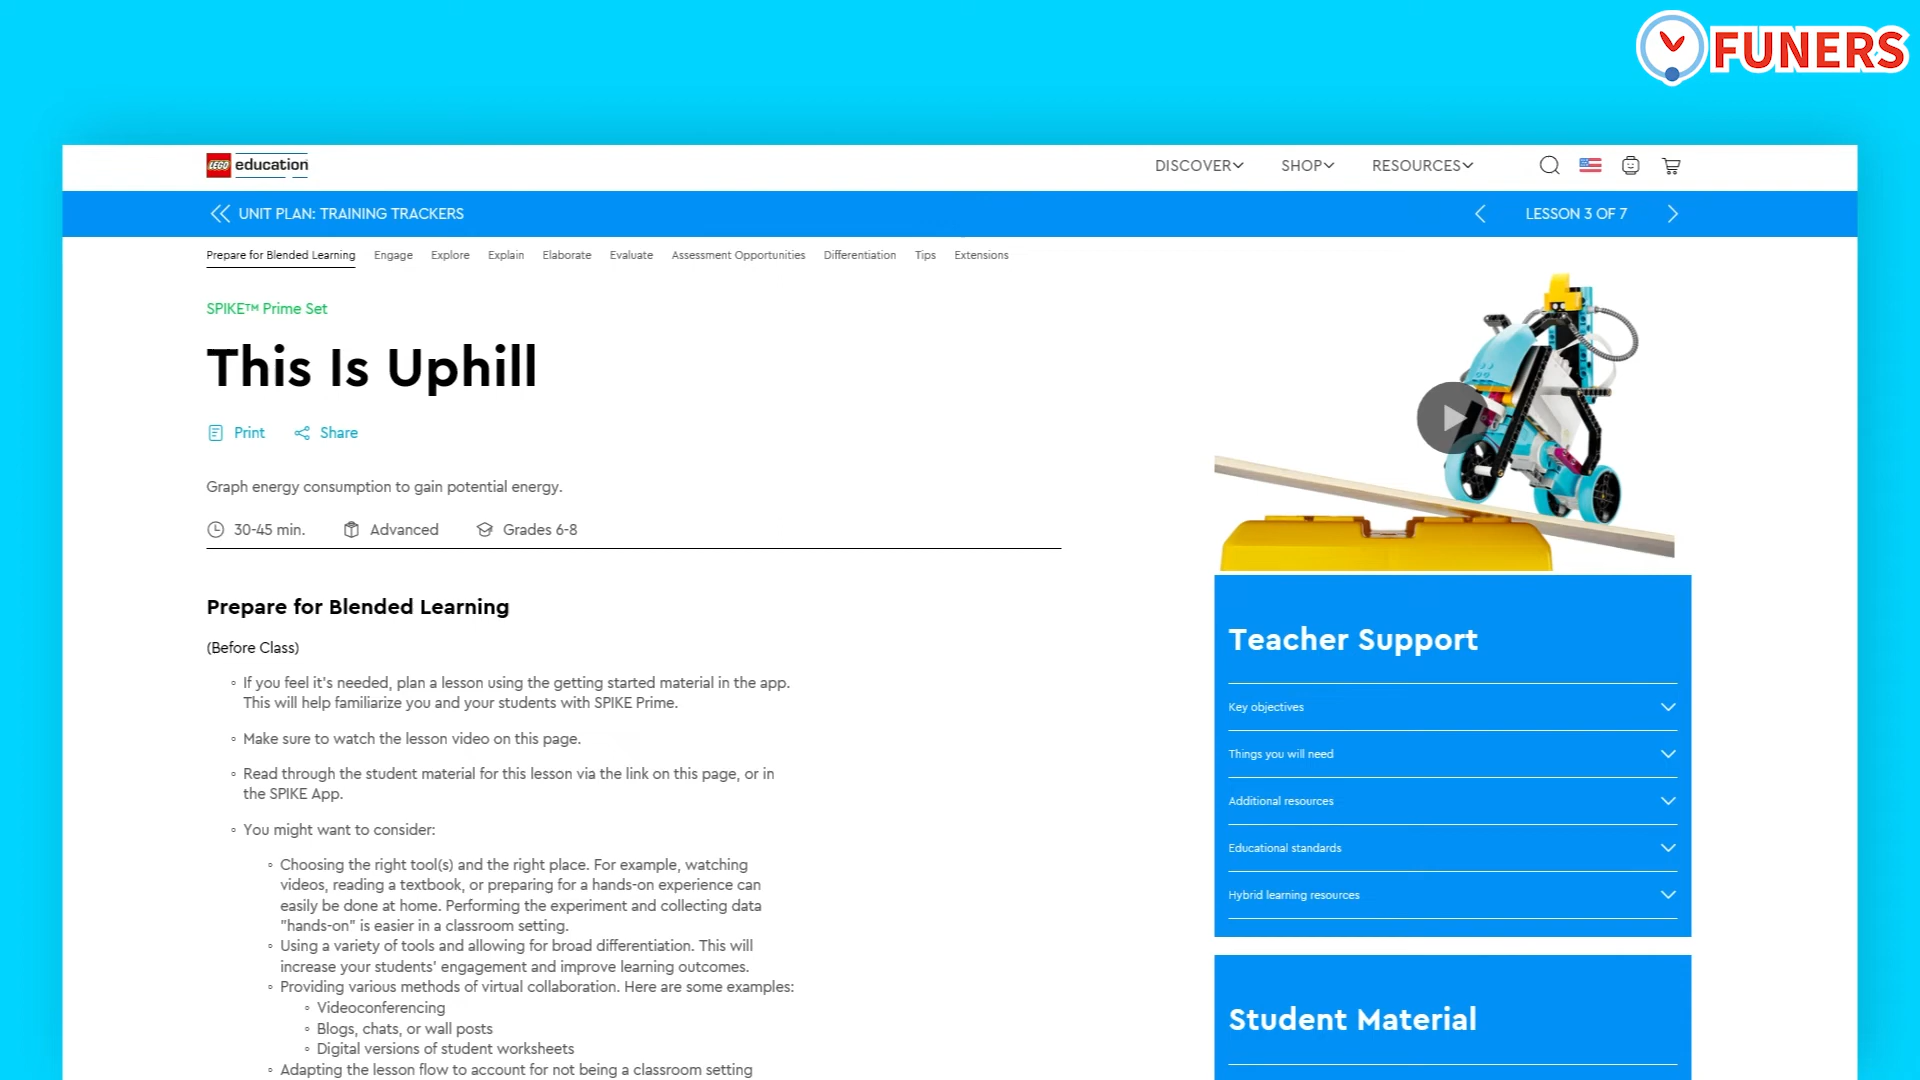 FUNERS
LEGO education
DISCOVER SHOP RESOURCES
UNIT PLAN: TRAINING TRACKERS
LESSON 3 OF 7
Prepare for Blended Learning Engage Explore Explain Elaborate Evaluate Assessment Opportunities Differentiation Tips Extensions
SPIKE™ Prime Set
This Is Uphill
Print Share
Graph energy consumption to gain potential energy.
30-45 min. Advanced Grades 6-8
Prepare for Blended Learning
(Before Class)
◦ If you feel it's needed, plan a lesson using the getting started material in the app.
This will help familiarize you and your students with SPIKE Prime.
◦ Make sure to watch the lesson video on this page.
◦ Read through the student material for this lesson via the link on this page, or in
the SPIKE App.
◦ You might want to consider:
◦ Choosing the right tool(s) and the right place. For example, watching
videos, reading a textbook, or preparing for a hands-on experience can
easily be done at home. Performing the experiment and collecting data
"hands-on" is easier in a classroom setting.
◦ Using a variety of tools and allowing for broad differentiation. This will
increase your students' engagement and improve learning outcomes.
◦ Providing various methods of virtual collaboration. Here are some examples:
◦ Videoconferencing
◦ Blogs, chats, or wall posts
◦ Digital versions of student worksheets
◦ Adapting the lesson flow to account for not being a classroom setting
Teacher Support
Key objectives
Things you will need
Additional resources
Educational standards
Hybrid learning resources
Student Material